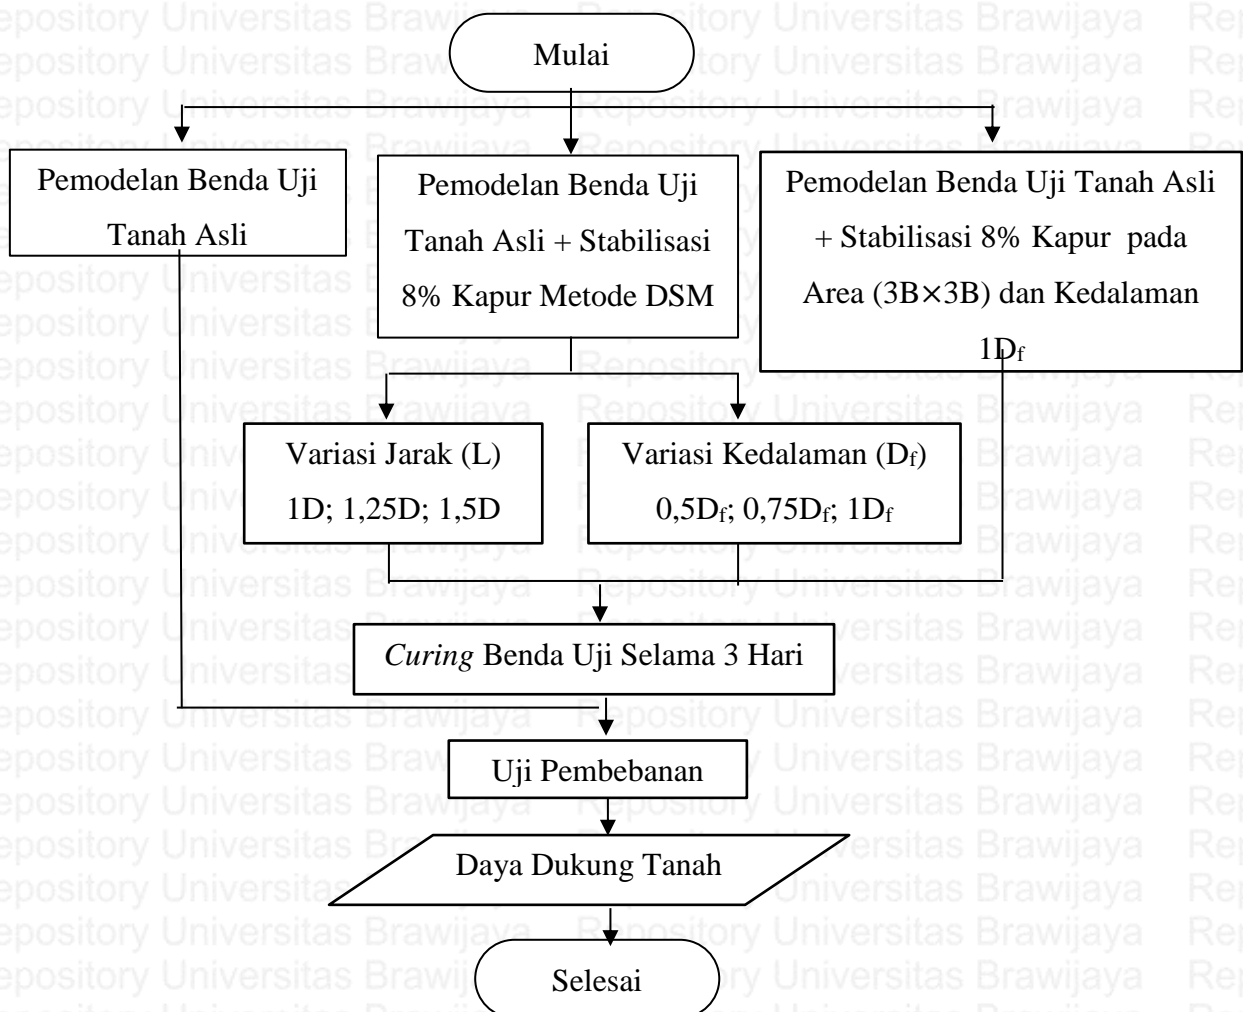 Mulai
Pemodelan Benda Uji
Tanah Asli
Pemodelan Benda Uji
Tanah Asli + Stabilisasi
8% Kapur Metode DSM
Pemodelan Benda Uji Tanah Asli
+ Stabilisasi 8% Kapur pada
Area (3B×3B) dan Kedalaman
1Df
Variasi Jarak (L)
1D; 1,25D; 1,5D
Variasi Kedalaman (Df)
0,5Df; 0,75Df; 1Df
Curing Benda Uji Selama 3 Hari
Uji Pembebanan
Daya Dukung Tanah
Selesai